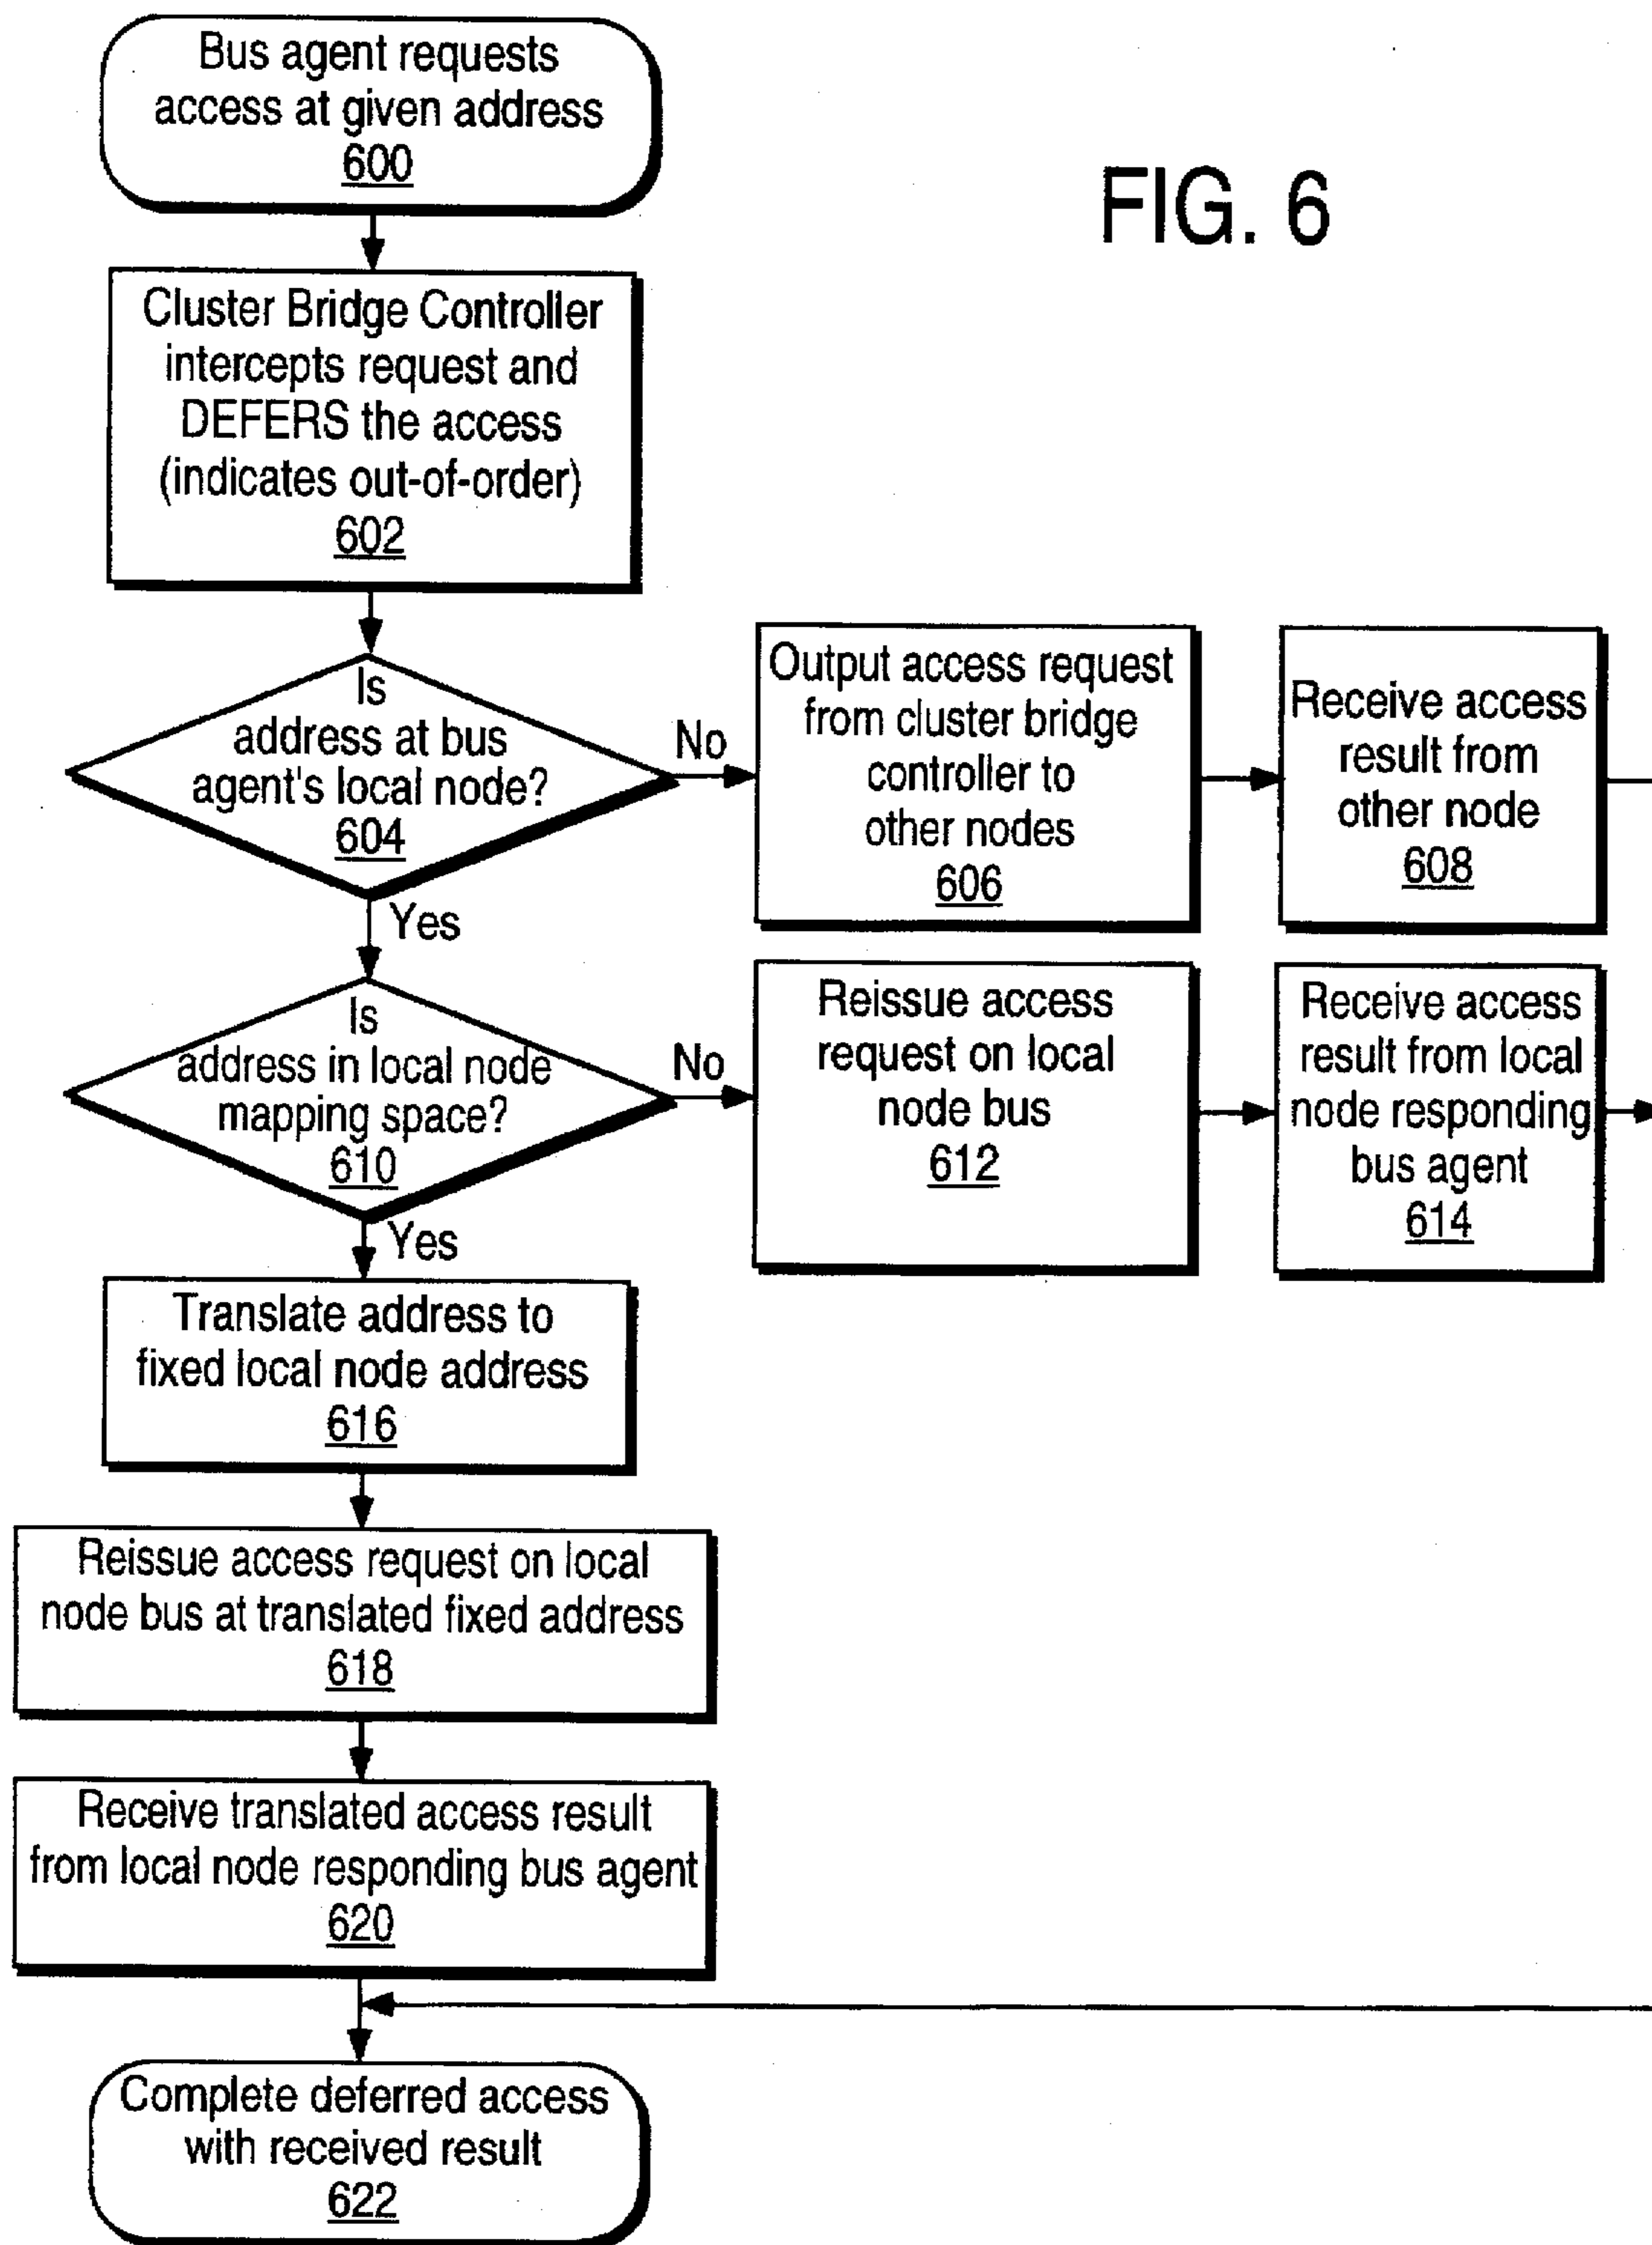 Bus agent requests
access at given address
600
FIG. 6
Cluster Bridge Controller
intercepts request and
DEFERS the access
(indicates out-of-order)
602
Is
address at bus
agent's local node?
604
No
Output access request
from cluster bridge
controller to
other nodes
606
Receive access
result from
other node
608
Yes
Is
address in local node
mapping space?
610
No
Reissue access
request on local
node bus
612
Receive access
result from local
node responding
bus agent
614
Yes
Translate address to
fixed local node address
616
Reissue access request on local
node bus at translated fixed address
618
Receive translated access result
from local node responding bus agent
620
Complete deferred access
with received result
622